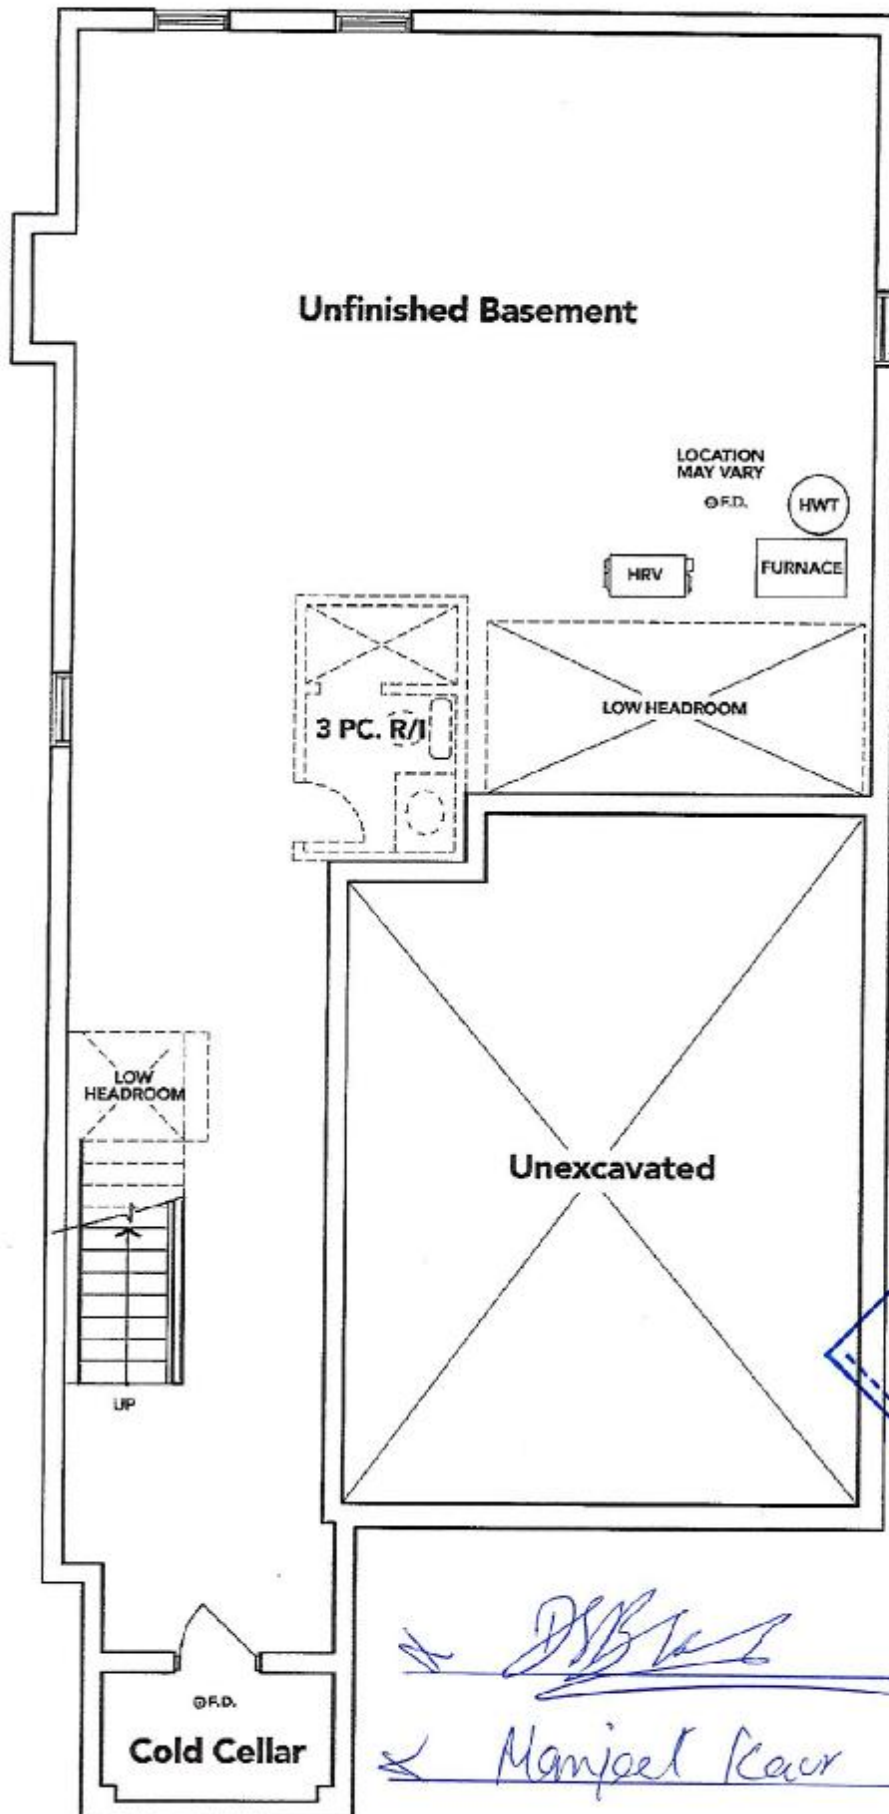 Unfinished Basement
LOCATION
MAY VARY
F.D.
HWT
HRV
FURNACE
3 PC. R/I
LOW HEADROOM
LOW
HEADROOM
Unexcavated
UP
F.D.
Cold Cellar
Manjeet Kaur